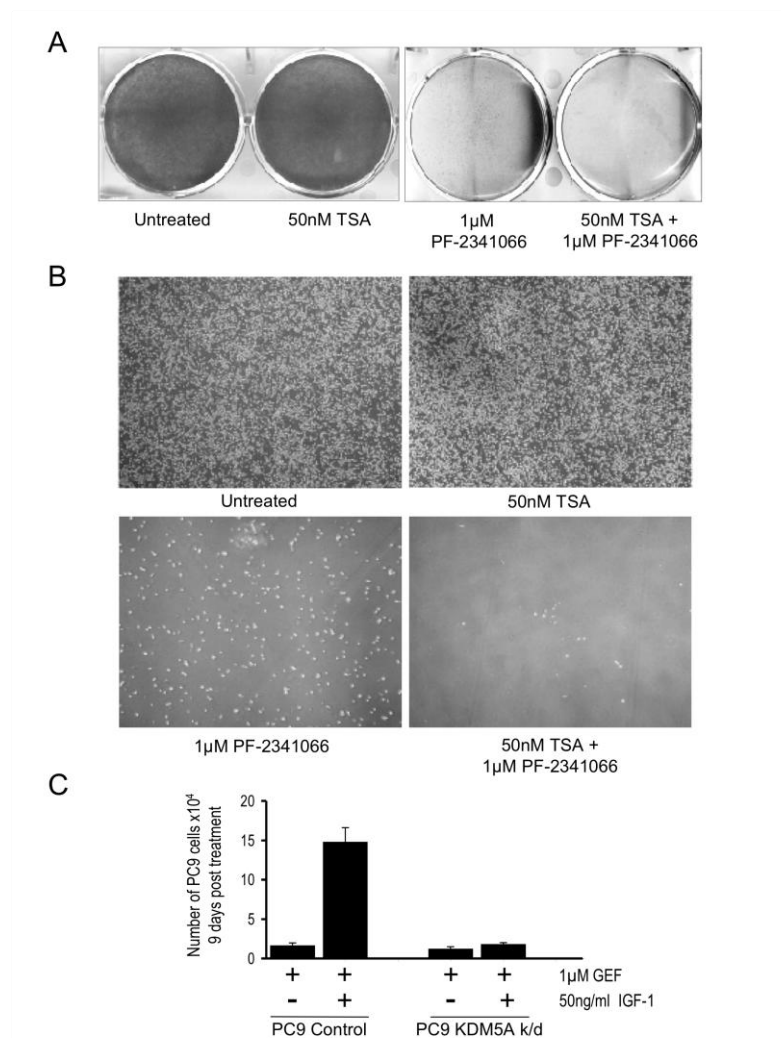 A
Untreated
50nM TSA
1µM
PF-2341066
50nM TSA +
1µM PF-2341066
B
Untreated
50nM TSA
1µM PF-2341066
50nM TSA +
1µM PF-2341066
C
Number of PC9 cells x10⁴
9 days post treatment
20
15
10
5
0
+ + + + 1µM GEF
- + - + 50ng/ml IGF-1
PC9 Control PC9 KDM5A k/d